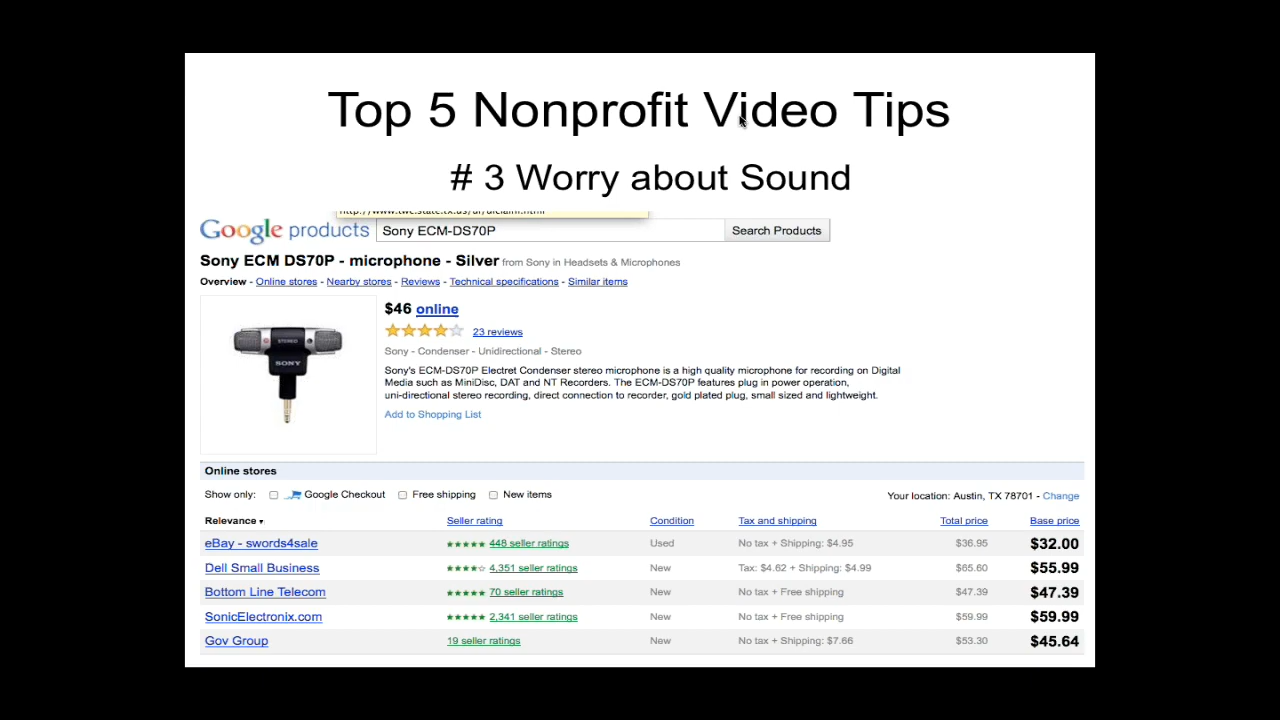 Top 5 Nonprofit Video Tips
# 3 Worry about Sound
Google products Sony ECM-DS70P Search Products
Sony ECM DS70P - microphone - Silver from Sony in Headsets & Microphones
Overview - Online stores - Nearby stores - Reviews - Technical specifications - Similar items
$46 online
23 reviews
Sony - Condenser - Unidirectional - Stereo
Sony's ECM-DS70P Electret Condenser stereo microphone is a high quality microphone for recording on Digital
Media such as MiniDisc, DAT and NT Recorders. The ECM-DS70P features plug in power operation,
uni-directional stereo recording, direct connection to recorder, gold plated plug, small sized and lightweight.
Add to Shopping List
STEREO
SONY
Online stores
Show only: Google Checkout Free shipping New items Your location: Austin, TX 78701 - Change
Relevance Seller rating Condition Tax and shipping Total price Base price
eBay - swords4sale 448 seller ratings Used No tax + Shipping: $4.95 $36.95 $32.00
Dell Small Business 4,351 seller ratings New Tax: $4.62 + Shipping: $4.99 $65.60 $55.99
Bottom Line Telecom 70 seller ratings New No tax + Free shipping $47.39 $47.39
SonicElectronix.com 2,341 seller ratings New No tax + Free shipping $59.99 $59.99
Gov Group 19 seller ratings New No tax + Shipping: $7.66 $53.30 $45.64